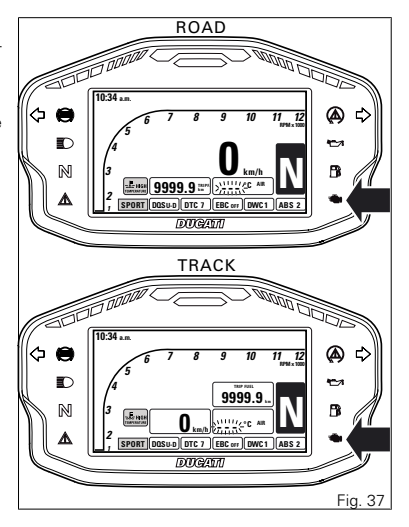 ROAD
10:34 a.m.
1 2 3 4 5 6 7 8 9 10 11 12
RPM x 1000
0 km/h
N
HIGH
TEMPERATURE
9999.9 TRIP F km
---°C AIR
SPORT DQS U-D DTC 7 EBC OFF DWC 1 ABS 2
DUCATI
TRACK
10:34 a.m.
1 2 3 4 5 6 7 8 9 10 11 12
RPM x 1000
TRIP FUEL
9999.9 km
N
HIGH
TEMPERATURE
0 km/h
---°C AIR
SPORT DQS U-D DTC 7 EBC OFF DWC 1 ABS 2
DUCATI
Fig. 37